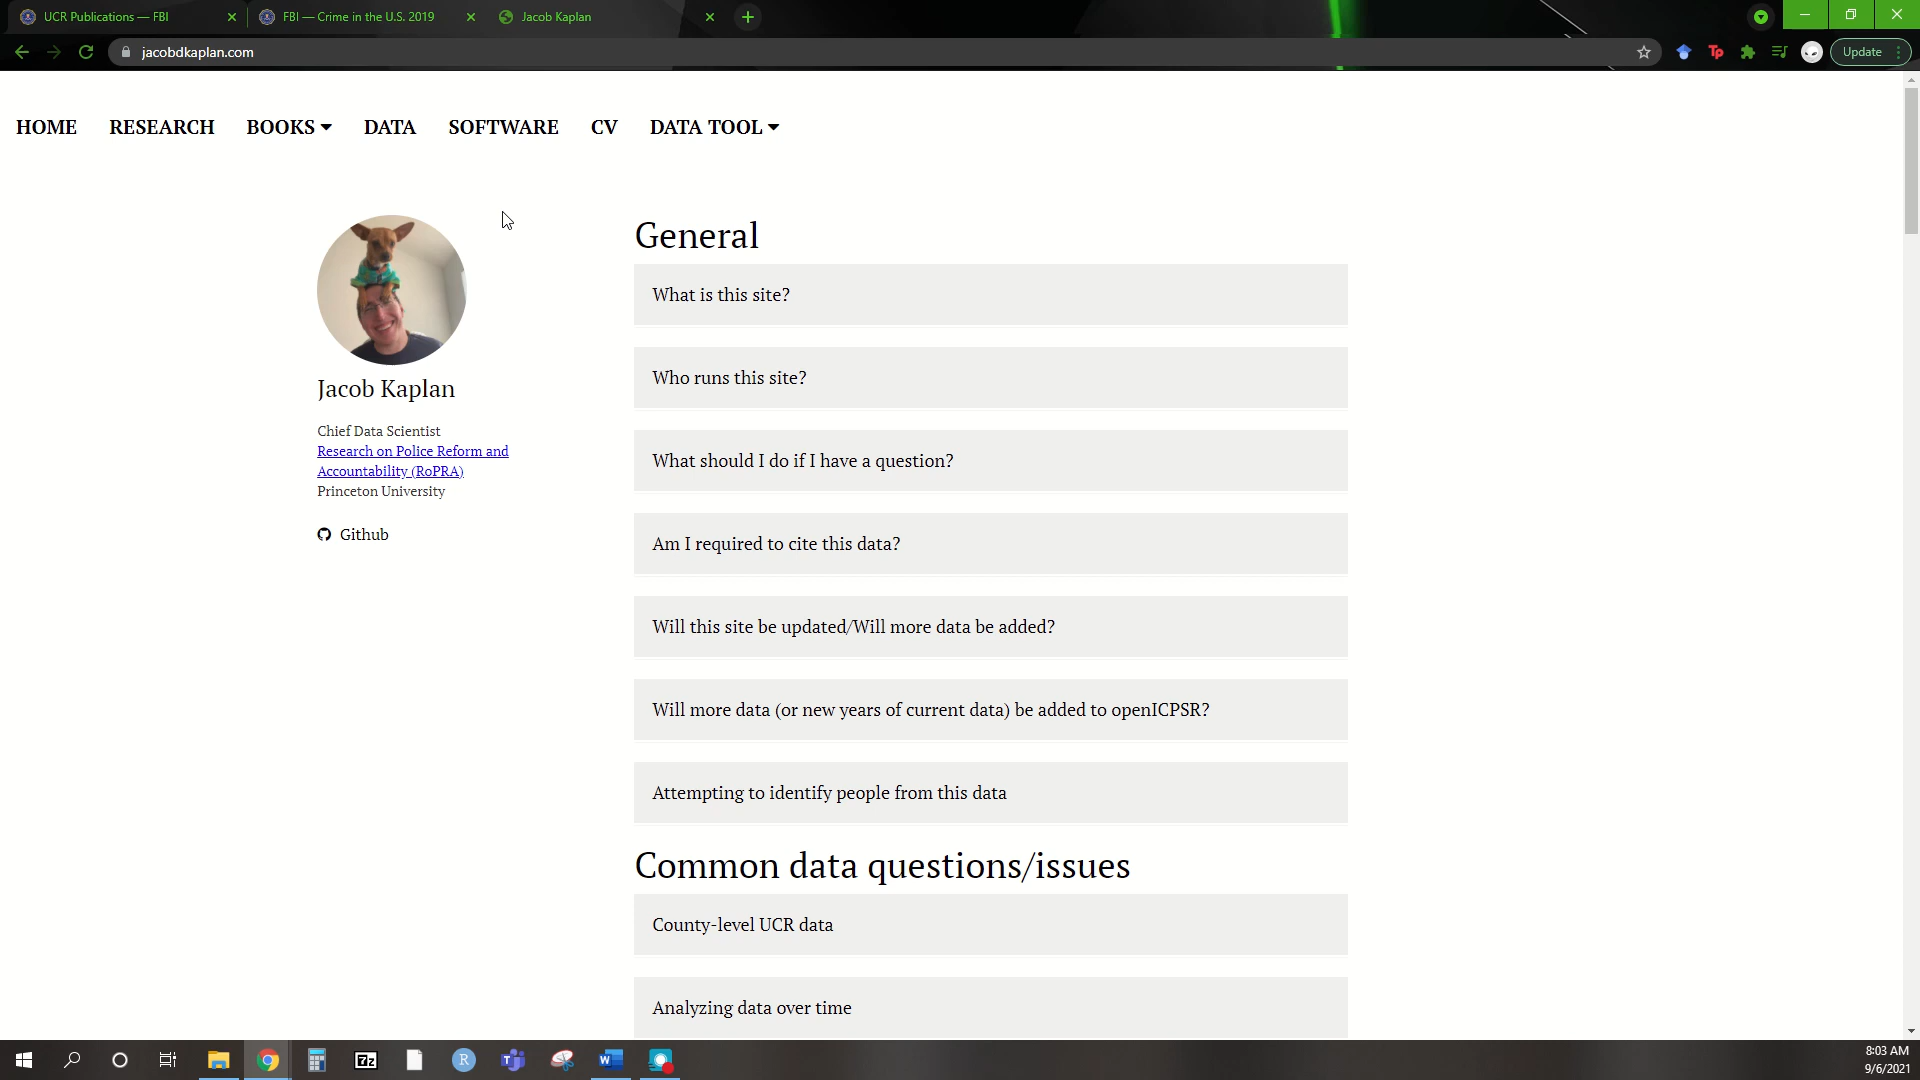 UCR Publications — FBI
FBI — Crime in the U.S. 2019
Jacob Kaplan
jacobdkaplan.com
Tp
Update
HOME RESEARCH BOOKS DATA SOFTWARE CV DATA TOOL
Jacob Kaplan
Chief Data Scientist
Research on Police Reform and
Accountability (RoPRA)
Princeton University
Github
General
What is this site?
Who runs this site?
What should I do if I have a question?
Am I required to cite this data?
Will this site be updated/Will more data be added?
Will more data (or new years of current data) be added to openICPSR?
Attempting to identify people from this data
Common data questions/issues
County-level UCR data
Analyzing data over time
7z
R
T
W
8:03 AM
9/6/2021